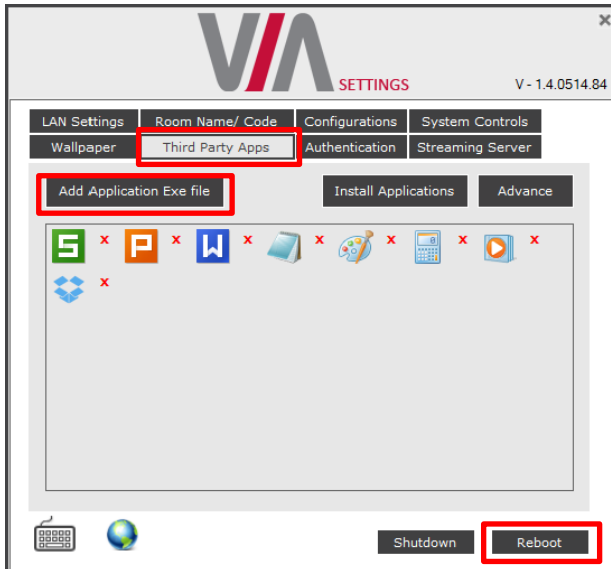 x
VIA
SETTINGS
V - 1.4.0514.84
LAN Settings Room Name/ Code Configurations System Controls
Wallpaper Third Party Apps Authentication Streaming Server
Add Application Exe file Install Applications Advance
S x P x W x x x x x
x
Shutdown Reboot